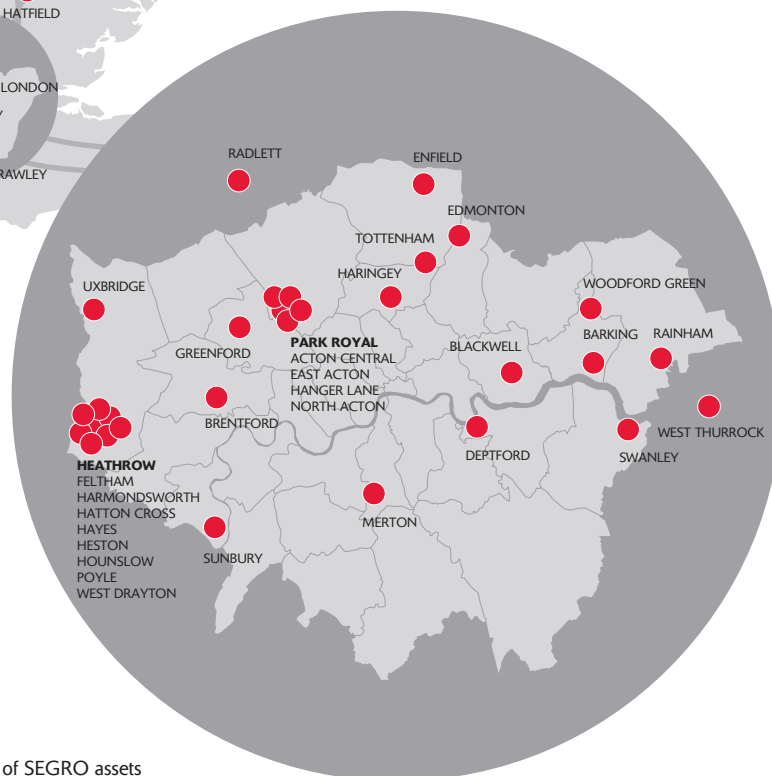 HATFIELD
LONDON
RADLETT
ENFIELD
EDMONTON
TOTTENHAM
HARINGEY
UXBRIDGE
WOODFORD GREEN
BARKING
RAINHAM
BLACKWELL
GREENFORD
PARK ROYAL
ACTON CENTRAL
EAST ACTON
HANGER LANE
NORTH ACTON
BRENTFORD
WEST THURROCK
SWANLEY
DEPTFORD
HEATHROW
FELTHAM
HARMONDSWORTH
HATTON CROSS
HAYES
HESTON
HOUNSLOW
POYLE
WEST DRAYTON
MERTON
SUNBURY
of SEGRO assets